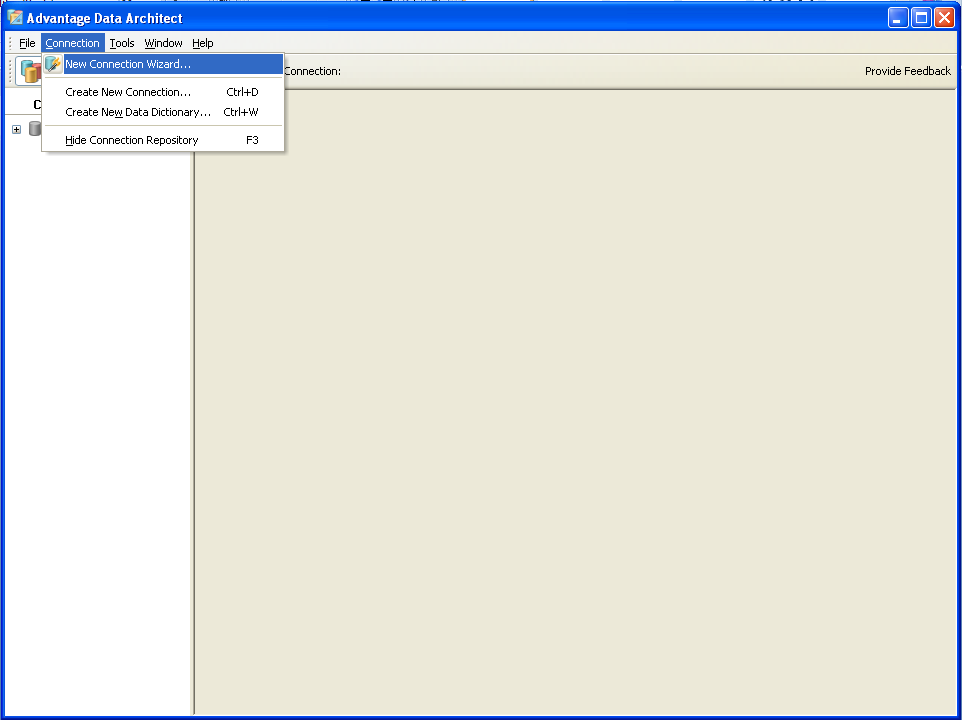 Advantage Data Architect
File Connection Tools Window Help
New Connection Wizard...
Connection: Provide Feedback
Create New Connection... Ctrl+D
Create New Data Dictionary... Ctrl+W
Hide Connection Repository F3